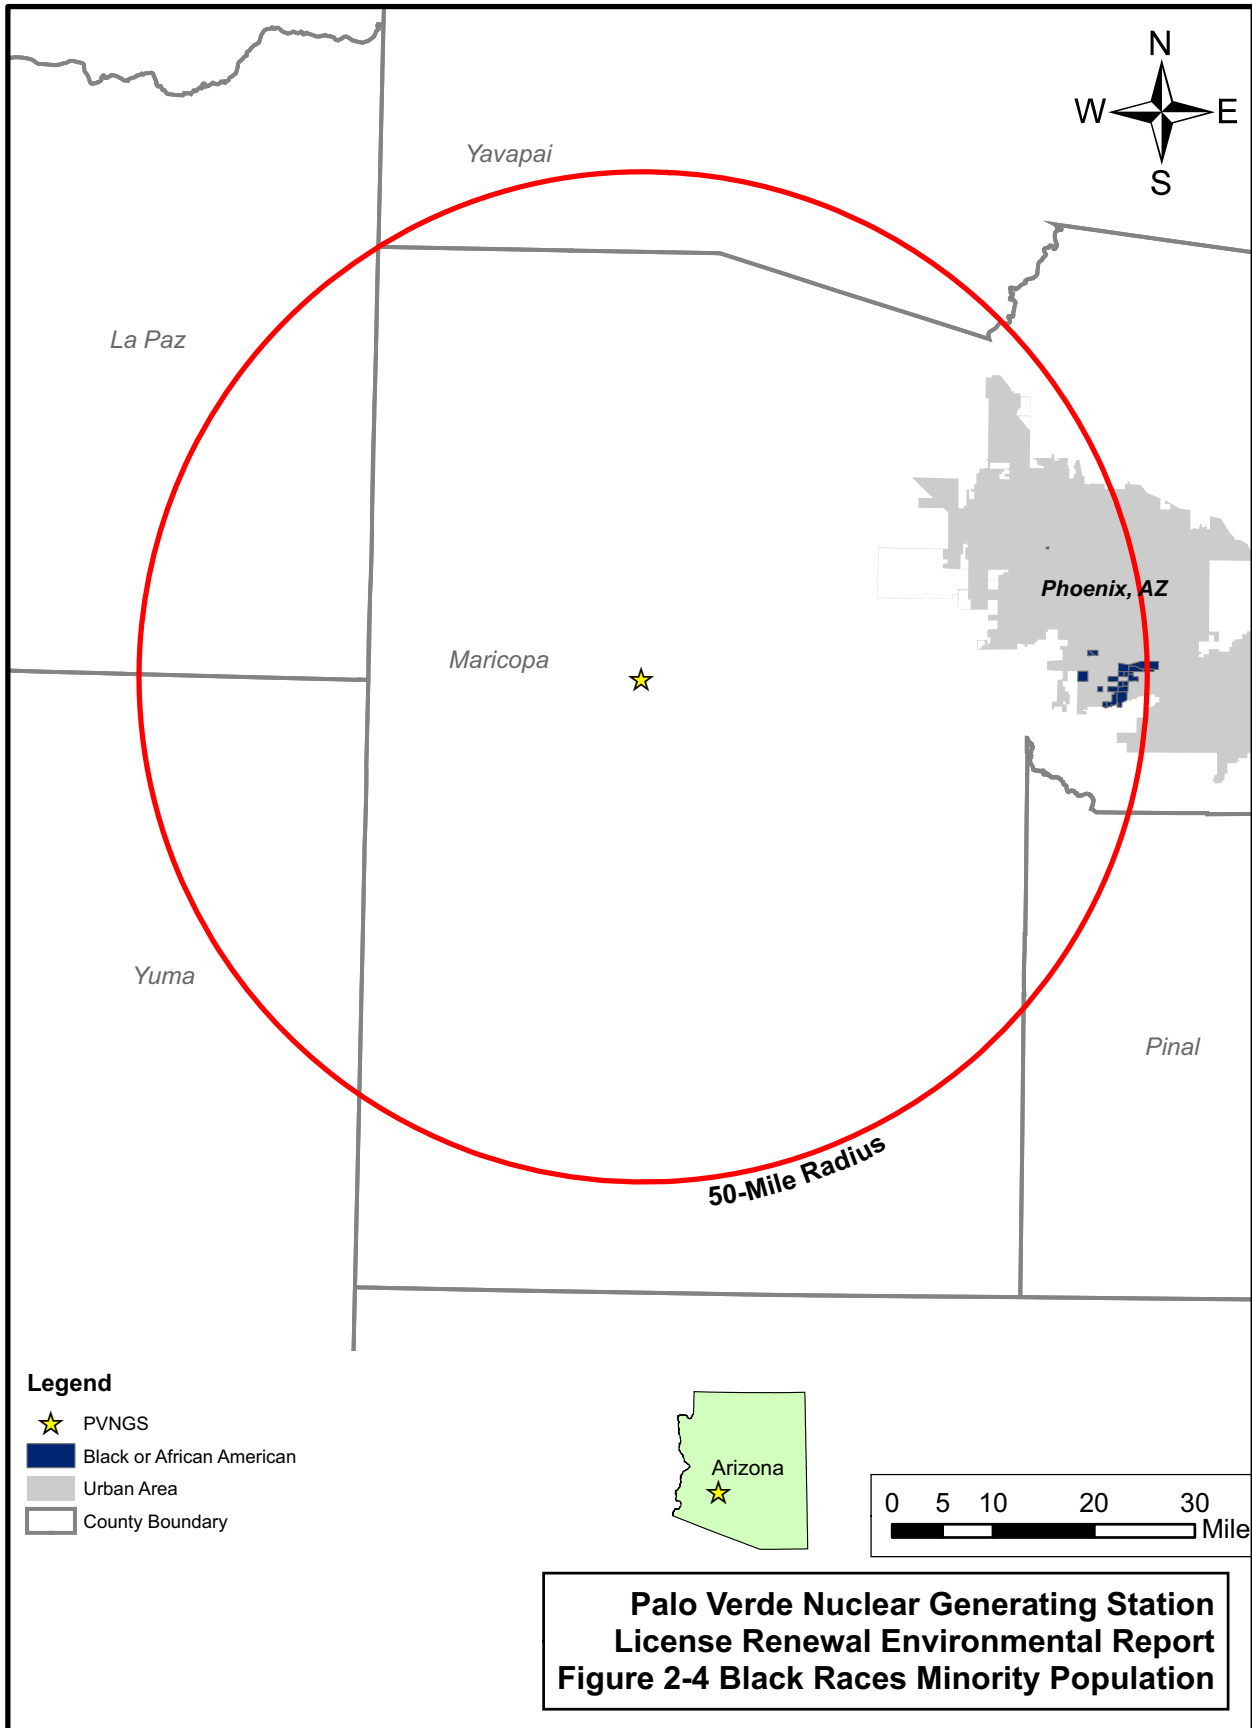 N
W E
S
Yavapai
La Paz
Phoenix, AZ
Maricopa
Yuma
Pinal
50-Mile Radius
Legend
PVNGS
Black or African American
Urban Area
County Boundary
Arizona
0 5 10 20 30
Mile
Palo Verde Nuclear Generating Station
License Renewal Environmental Report
Figure 2-4 Black Races Minority Population